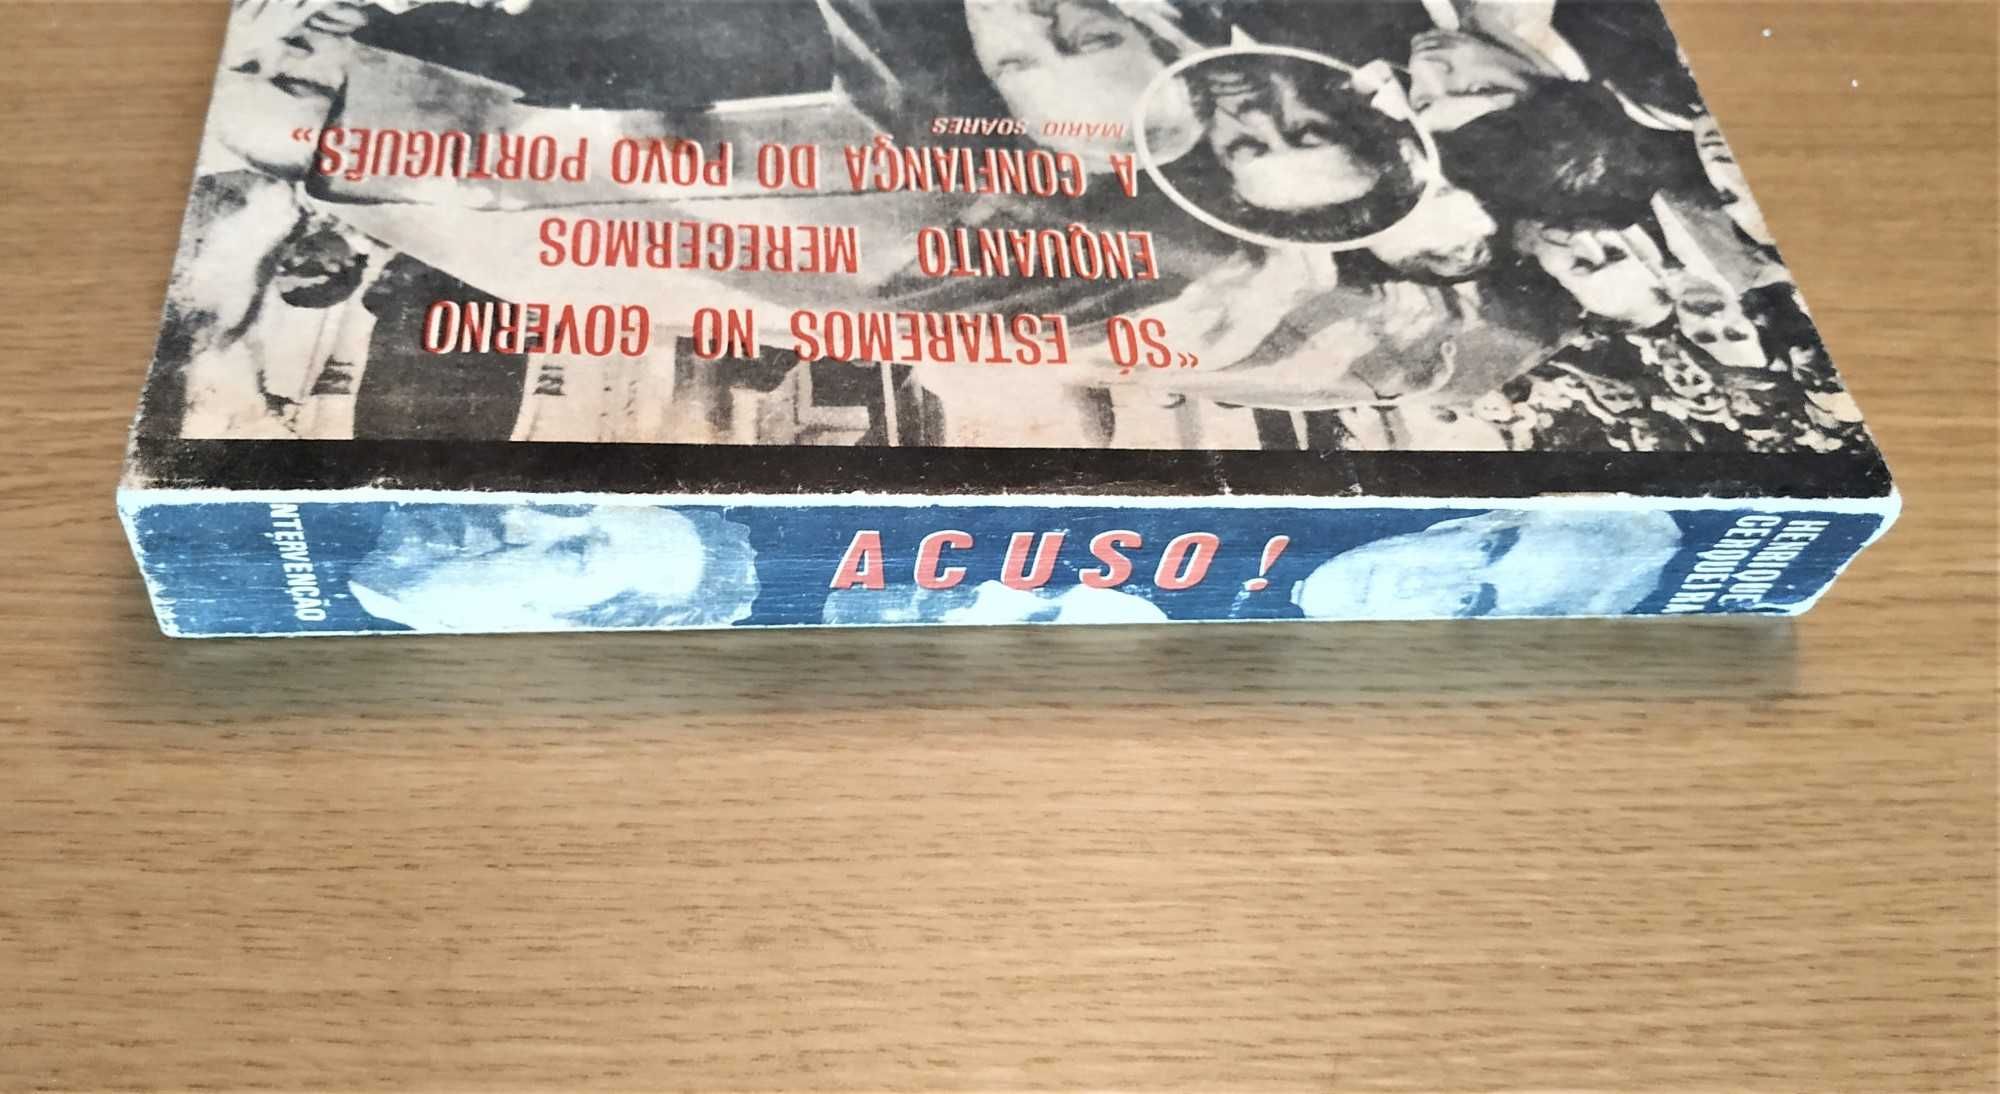 «SÓ ESTAREMOS NO GOVERNO
ENQUANTO MERECERMOS
A CONFIANÇA DO POVO PORTUGUÊS»
MÁRIO SOARES
HENRIQUE
CERQUEIRA
ACUSO!
INTERVENÇÃO